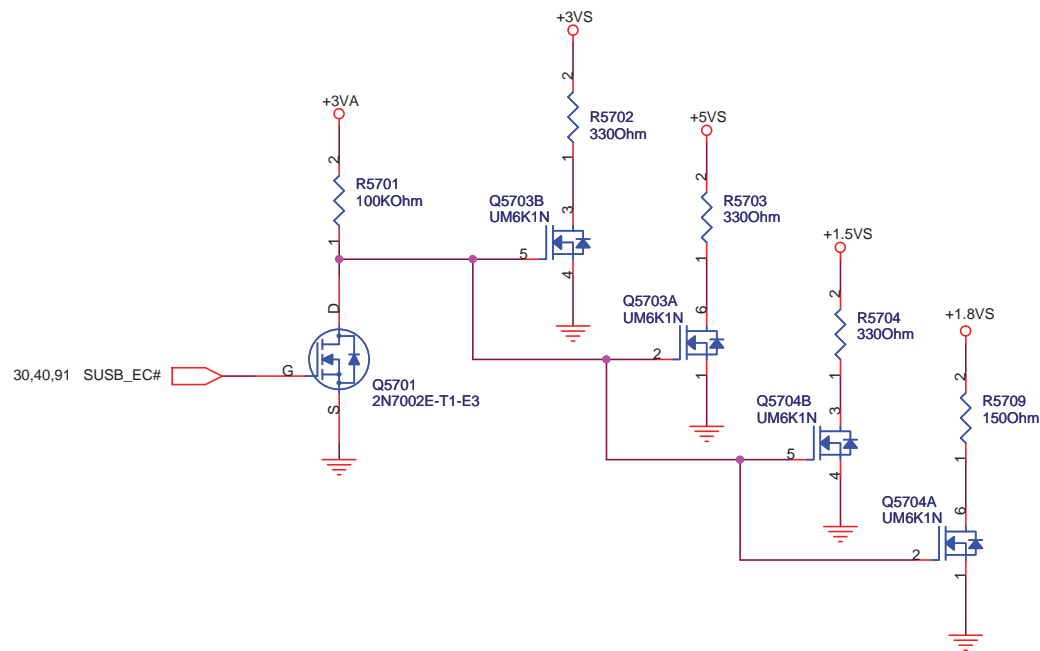 +3VS
2
R5702
330Ohm
1
+3VA
2
R5701
100KOhm
1
Q5703B
UM6K1N
3
5
4
+5VS
2
R5703
330Ohm
1
Q5703A
UM6K1N
6
2
1
+1.5VS
2
R5704
330Ohm
1
Q5704B
UM6K1N
3
5
4
+1.8VS
2
R5709
150Ohm
1
Q5704A
UM6K1N
6
2
1
D
30,40,91 SUSB_EC#
G
Q5701
2N7002E-T1-E3
S